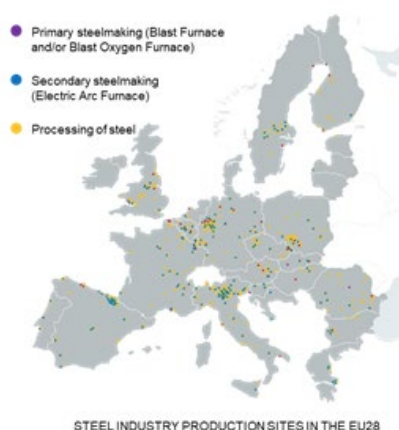 Primary steelmaking (Blast Furnace
and/or Blast Oxygen Furnace)
Secondary steelmaking
(Electric Arc Furnace)
Processing of steel
STEEL INDUSTRY PRODUCTION SITES IN THE EU28